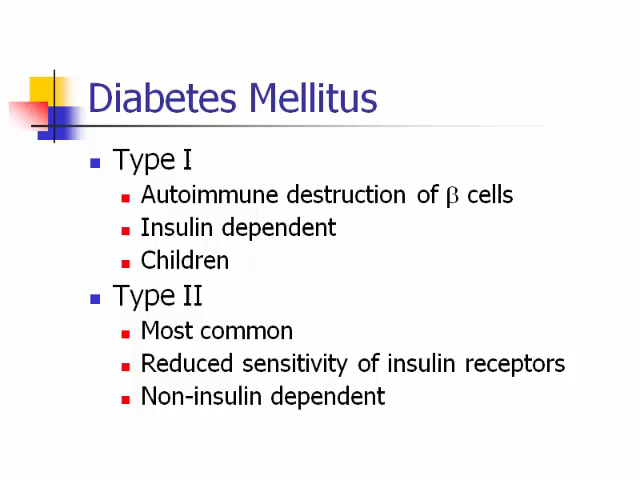 Diabetes Mellitus
Type I
Autoimmune destruction of β cells
Insulin dependent
Children
Type II
Most common
Reduced sensitivity of insulin receptors
Non-insulin dependent